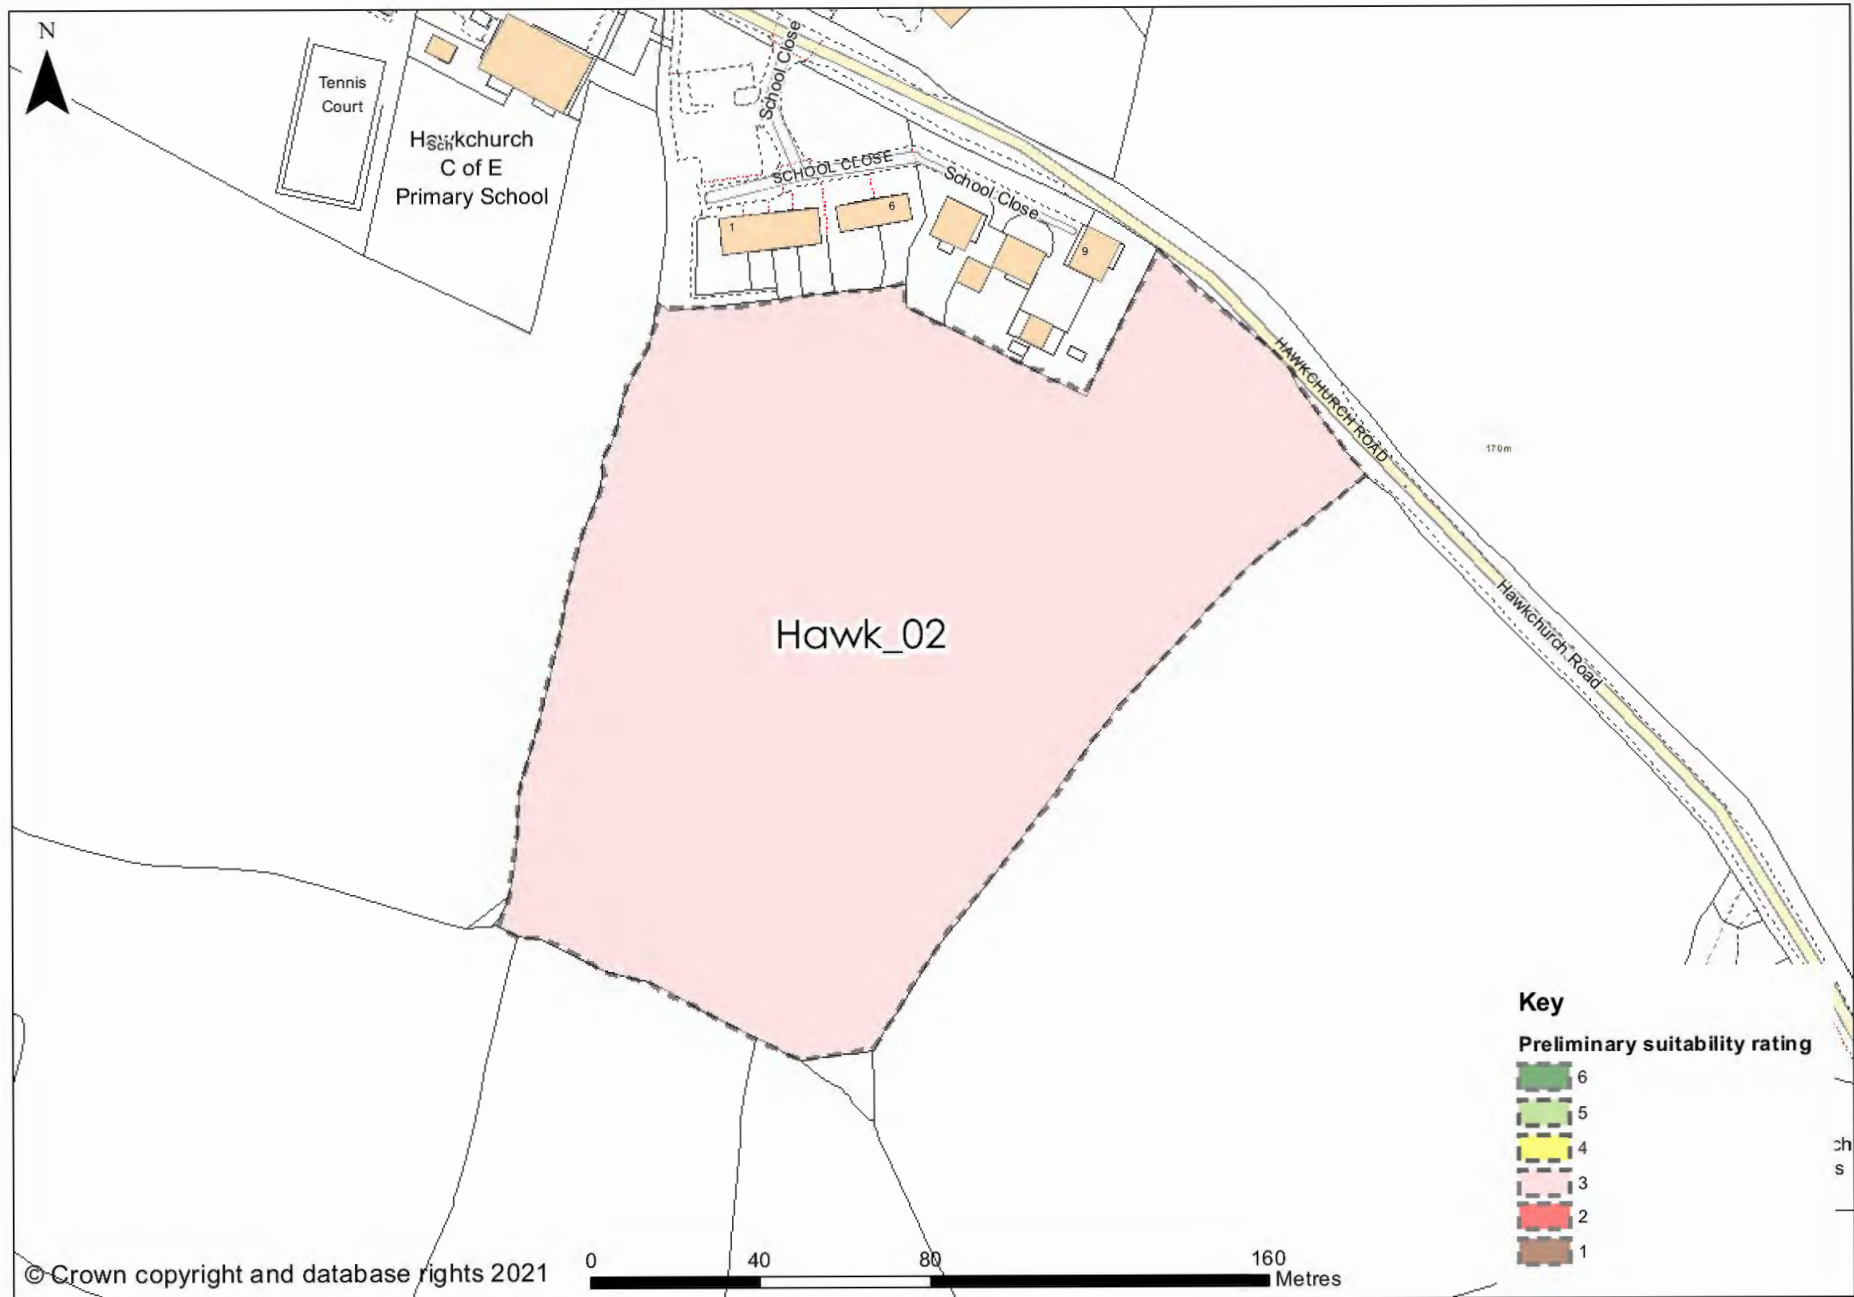 N
Tennis
Court
Hawkchurch
Sch
C of E
Primary School
School Close
SCHOOL CLOSE
School Close
1
6
9
HAWKCHURCH ROAD
170m
Hawkchurch Road
Hawk_02
Key
Preliminary suitability rating
6
5
4
3
2
1
ch
s
© Crown copyright and database rights 2021
0 40 80 160
Metres